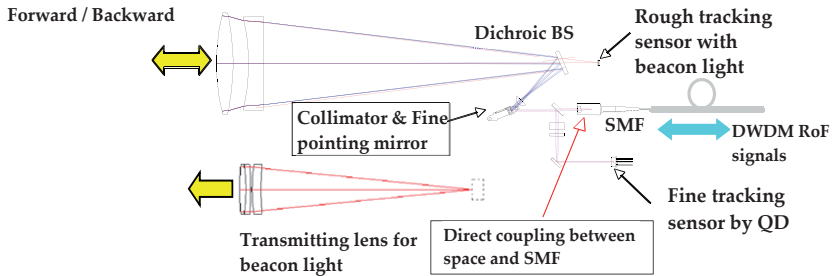 Forward / Backward
Dichroic BS
Rough tracking
sensor with
beacon light
Collimator & Fine
pointing mirror
SMF
DWDM RoF
signals
Fine tracking
sensor by QD
Transmitting lens for
beacon light
Direct coupling between
space and SMF